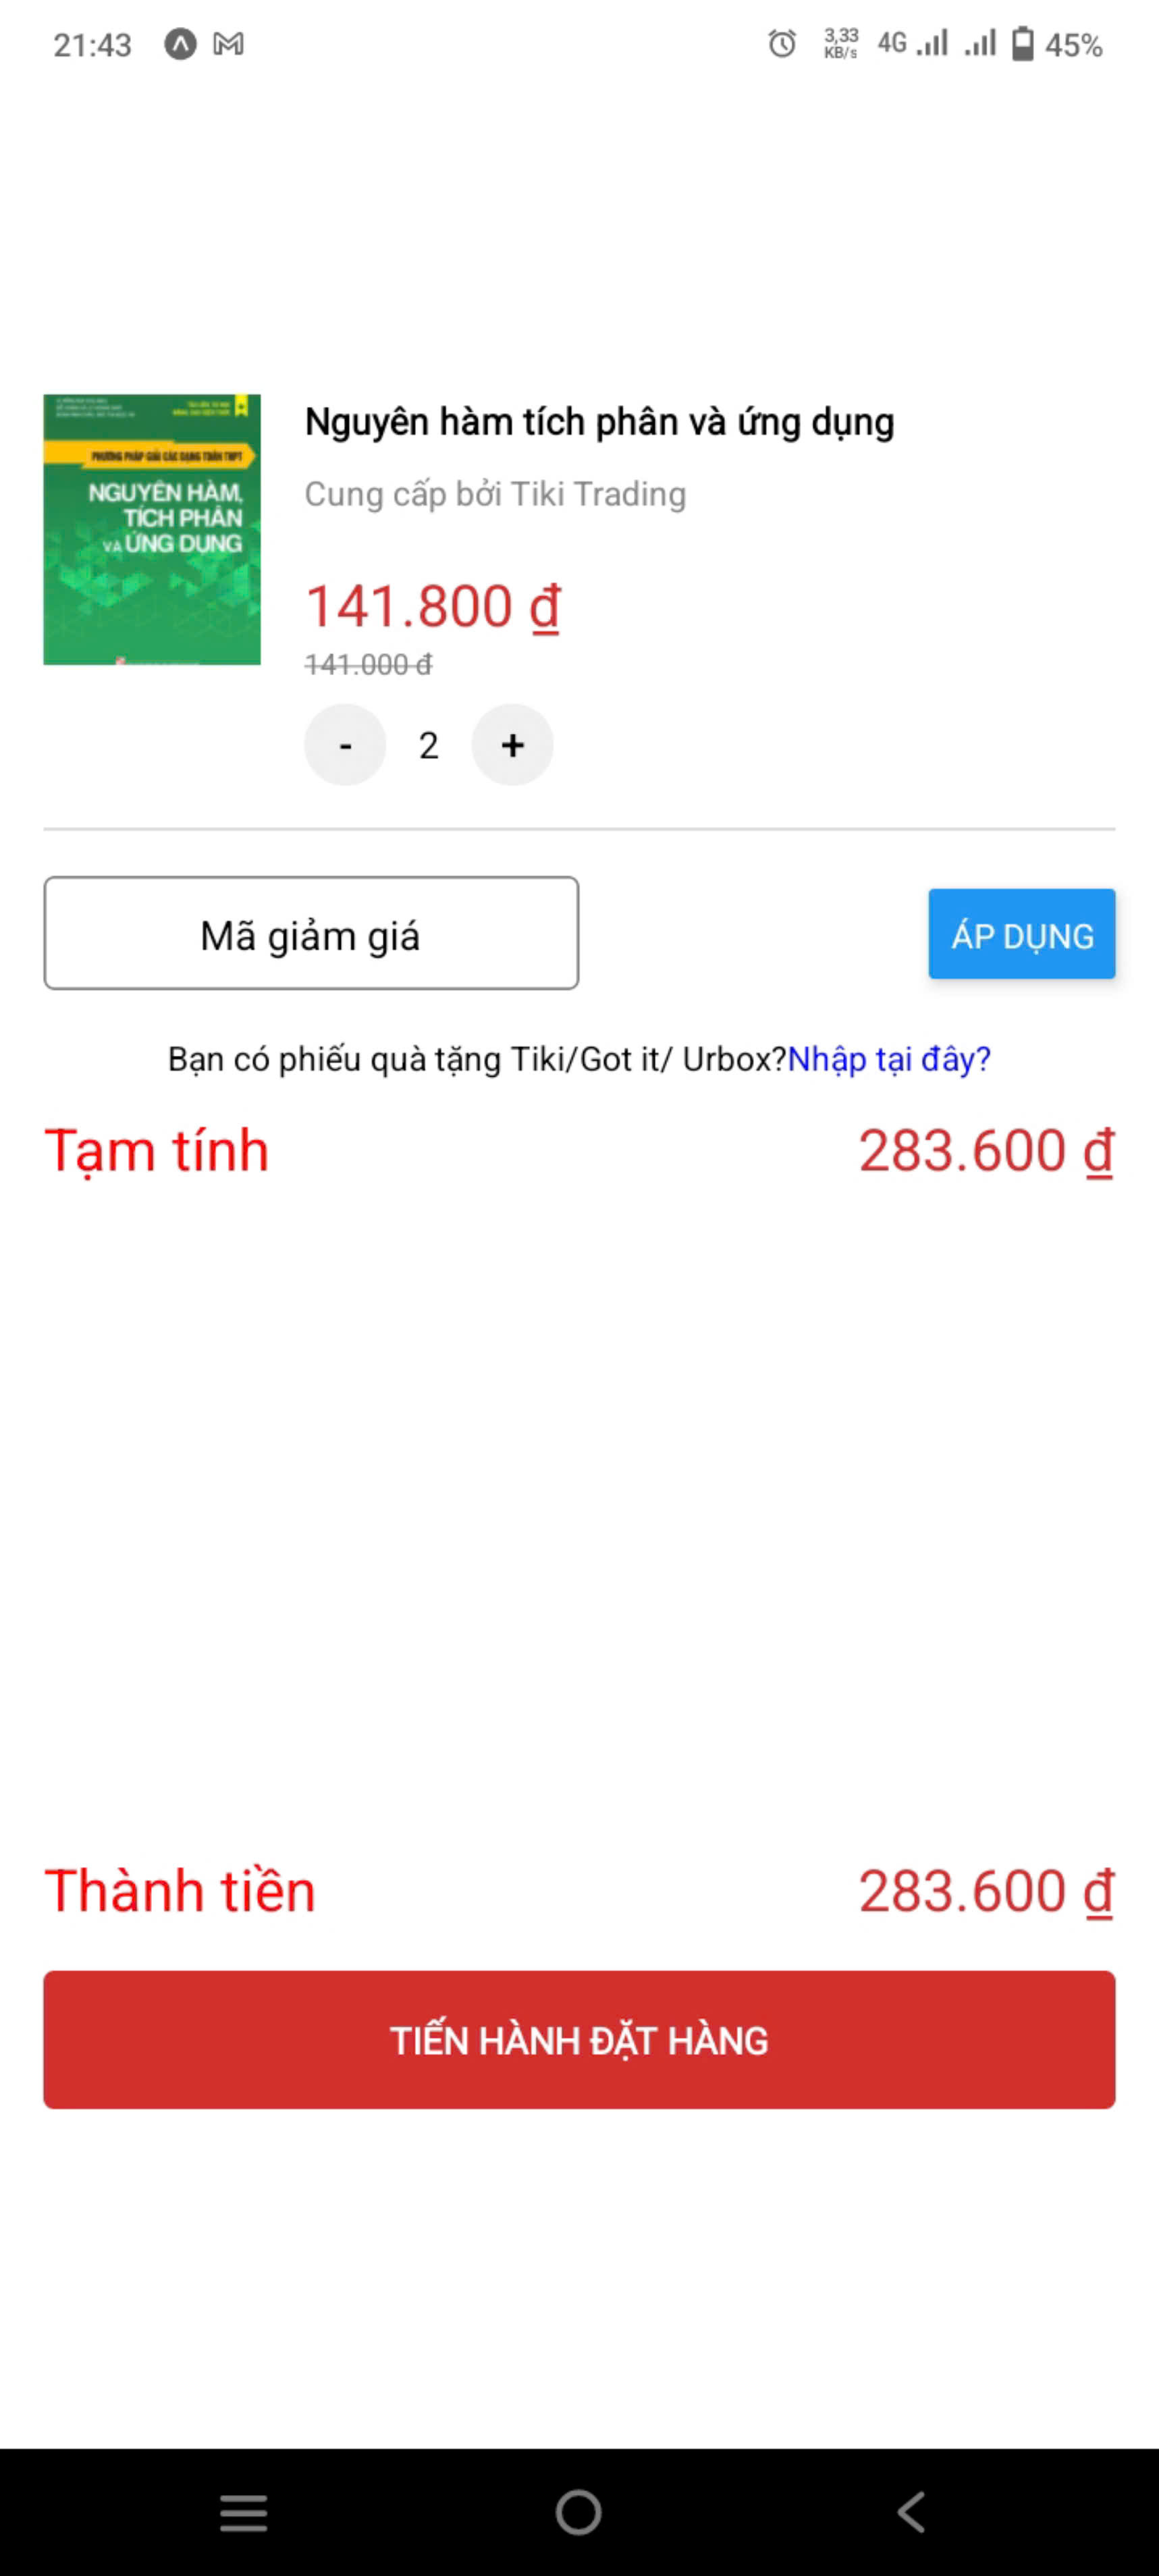 21:43
3,33
KB/s
4G
45%
PHƯƠNG PHÁP GIẢI CÁC DẠNG TOÁN THPT
NGUYÊN HÀM,
TÍCH PHÂN
VÀ ỨNG DỤNG
Nguyên hàm tích phân và ứng dụng
Cung cấp bởi Tiki Trading
141.800 ₫
141.000 đ
- 2 +
Mã giảm giá
ÁP DỤNG
Bạn có phiếu quà tặng Tiki/Got it/ Urbox?Nhập tại đây?
Tạm tính 283.600 ₫
Thành tiền 283.600 ₫
TIẾN HÀNH ĐẶT HÀNG